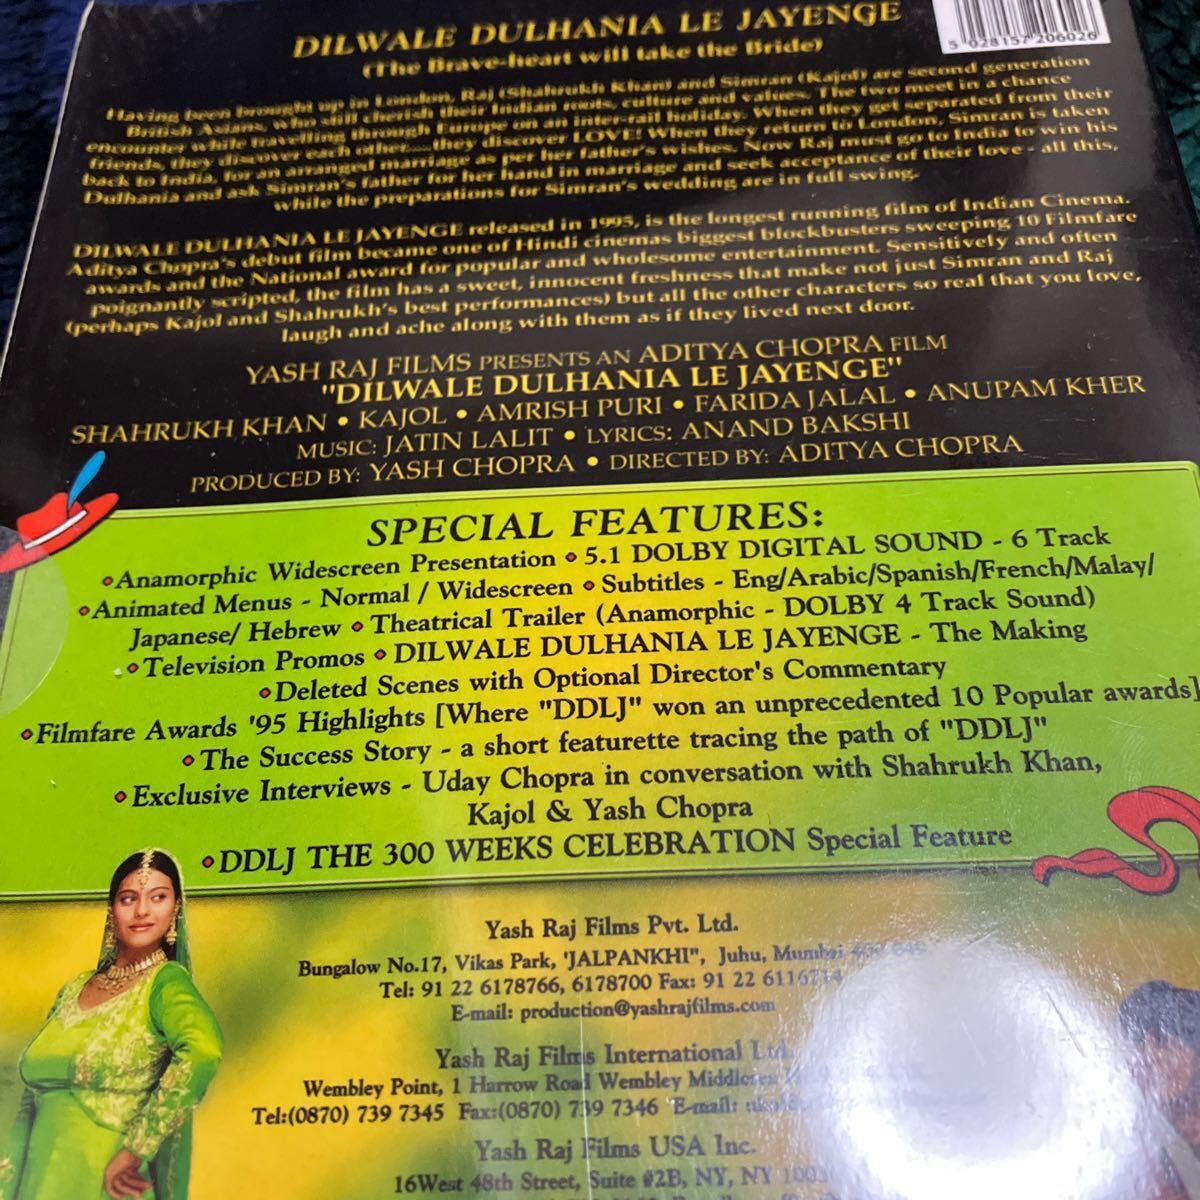 DILWALE DULHANIA LE JAYENGE
(The Brave-heart will take the Bride)
5 028157 206026
Having been brought up in London, Raj (Shahrukh Khan) and Simran (Kajol) are second generation
British Asians, who still cherish their Indian roots, culture and values. The two meet in a chance
encounter while travelling through Europe on an inter-rail holiday. When they get separated from their
friends, they discover each other.....they discover LOVE! When they return to London, Simran is taken
back to India, for an arranged marriage as per her father's wishes. Now Raj must go to India to win his
Dulhania and ask Simran's father for her hand in marriage and seek acceptance of their love - all this,
while the preparations for Simran's wedding are in full swing.
DILWALE DULHANIA LE JAYENGE released in 1995, is the longest running film of Indian Cinema.
Aditya Chopra's debut film became one of Hindi cinemas biggest blockbusters sweeping 10 Filmfare
awards and the National award for popular and wholesome entertainment. Sensitively and often
poignantly scripted, the film has a sweet, innocent freshness that make not just Simran and Raj
(perhaps Kajol and Shahrukh's best performances) but all the other characters so real that you love,
laugh and ache along with them as if they lived next door.
YASH RAJ FILMS PRESENTS AN ADITYA CHOPRA FILM
"DILWALE DULHANIA LE JAYENGE"
SHAHRUKH KHAN • KAJOL • AMRISH PURI • FARIDA JALAL • ANUPAM KHER
MUSIC: JATIN LALIT • LYRICS: ANAND BAKSHI
PRODUCED BY: YASH CHOPRA • DIRECTED BY: ADITYA CHOPRA
SPECIAL FEATURES:
⋄Anamorphic Widescreen Presentation ⋄ 5.1 DOLBY DIGITAL SOUND - 6 Track
⋄Animated Menus - Normal / Widescreen ⋄ Subtitles - Eng/Arabic/Spanish/French/Malay/
Japanese/ Hebrew ⋄ Theatrical Trailer (Anamorphic - DOLBY 4 Track Sound)
⋄Television Promos ⋄ DILWALE DULHANIA LE JAYENGE - The Making
⋄Deleted Scenes with Optional Director's Commentary
⋄Filmfare Awards '95 Highlights [Where "DDLJ" won an unprecedented 10 Popular awards]
⋄The Success Story - a short featurette tracing the path of "DDLJ"
⋄Exclusive Interviews - Uday Chopra in conversation with Shahrukh Khan,
Kajol & Yash Chopra
⋄DDLJ THE 300 WEEKS CELEBRATION Special Feature
Yash Raj Films Pvt. Ltd.
Bungalow No.17, Vikas Park, 'JALPANKHI", Juhu, Mumbai
Tel: 91 22 6178766, 6178700 Fax: 91 22 6116714
E-mail: production@yashrajfilms.com
Yash Raj Films International Ltd.
Wembley Point, 1 Harrow Road Wembley Middlesex
Tel:(0870) 739 7345 Fax:(0870) 739 7346 E-mail:
Yash Raj Films USA Inc.
16West 48th Street, Suite #2B, NY, NY